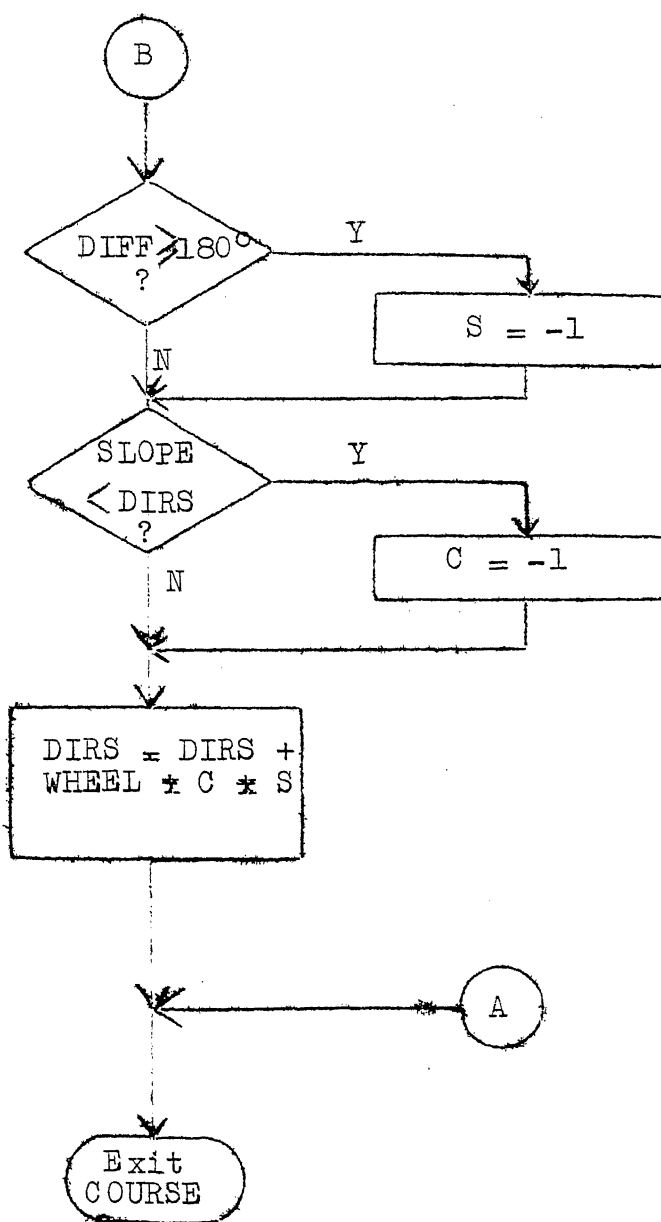 B
DIFF ≥ 180°
?
Y
S = -1
N
SLOPE
< DIRS
?
Y
C = -1
N
DIRS = DIRS +
WHEEL * C * S
A
Exit
COURSE